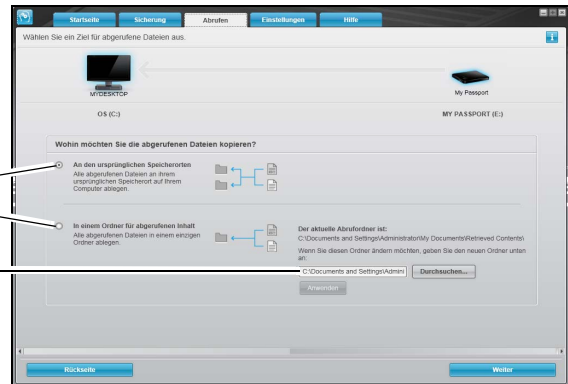 Startseite
Sicherung
Abrufen
Einstellungen
Hilfe
Wählen Sie ein Ziel für abgerufene Dateien aus.
MYDESKTOP
My Passport
OS (C:)
MY PASSPORT (E:)
Wohin möchten Sie die abgerufenen Dateien kopieren?
An den ursprünglichen Speicherorten
Alle abgerufenen Dateien an ihrem
ursprünglichen Speicherort auf Ihrem
Computer ablegen.
In einem Ordner für abgerufenen Inhalt
Alle abgerufenen Dateien in einem einzigen
Ordner ablegen.
Der aktuelle Abrufordner ist:
C:\Documents and Settings\Administrator\My Documents\Retrieved Contents\
Wenn Sie diesen Ordner ändern möchten, geben Sie den neuen Ordner unten
an:
C:\Documents and Settings\Admini
Durchsuchen...
Anwenden
Rückseite
Weiter